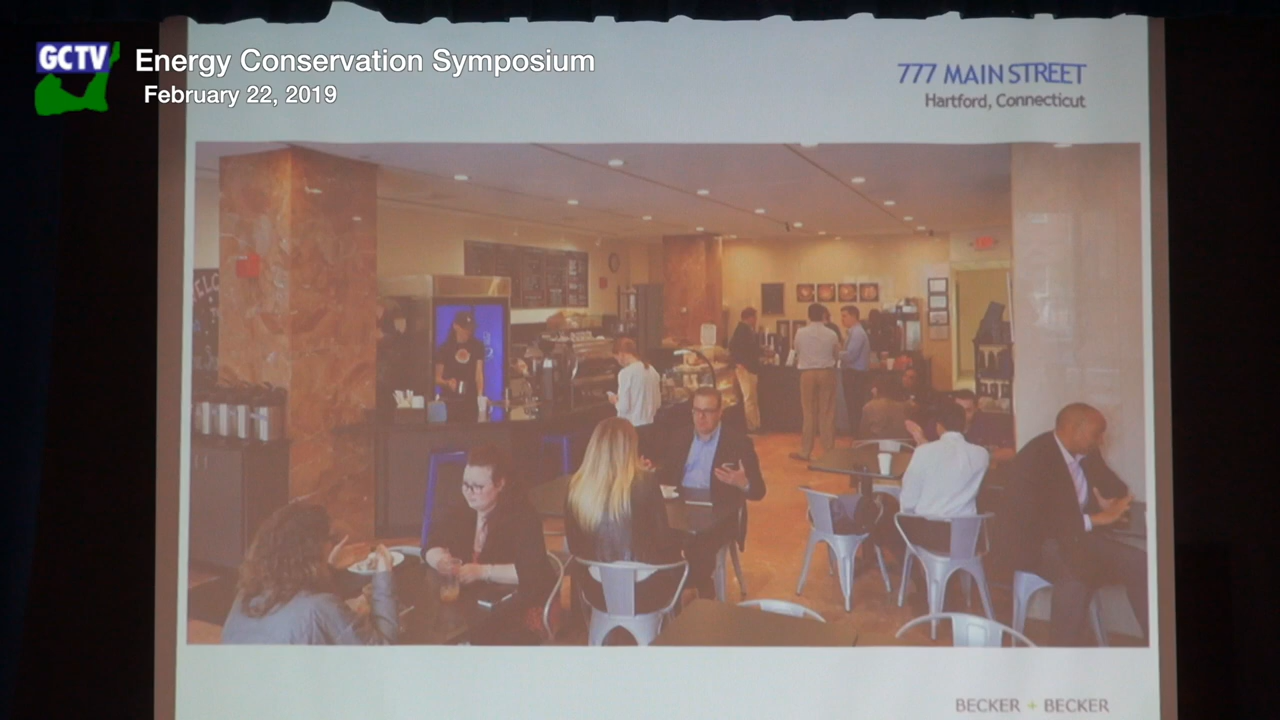 GCTV
Energy Conservation Symposium
February 22, 2019
777 MAIN STREET
Hartford, Connecticut
BECKER + BECKER